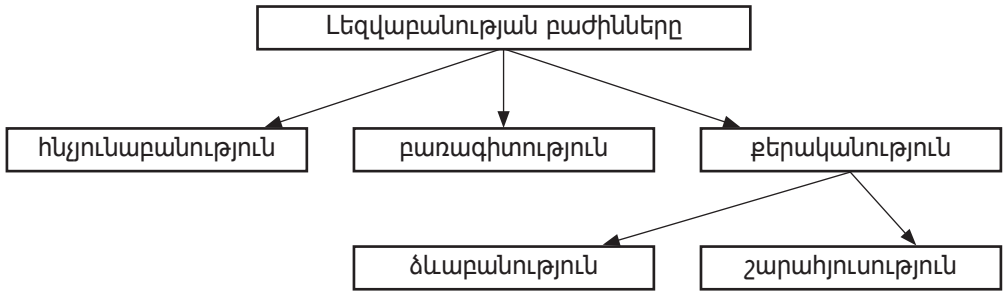 Լեզվաբանության բաժինները
հնչյունաբանություն
բառագիտություն
քերականություն
ձևաբանություն
շարահյուսություն